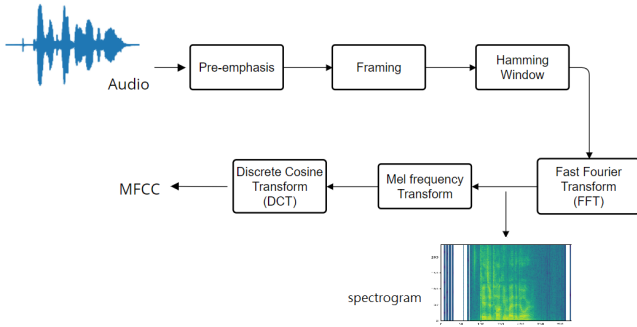 Audio
Pre-emphasis
Framing
Hamming
Window
Fast Fourier
Transform
(FFT)
Mel frequency
Transform
Discrete Cosine
Transform
(DCT)
MFCC
spectrogram